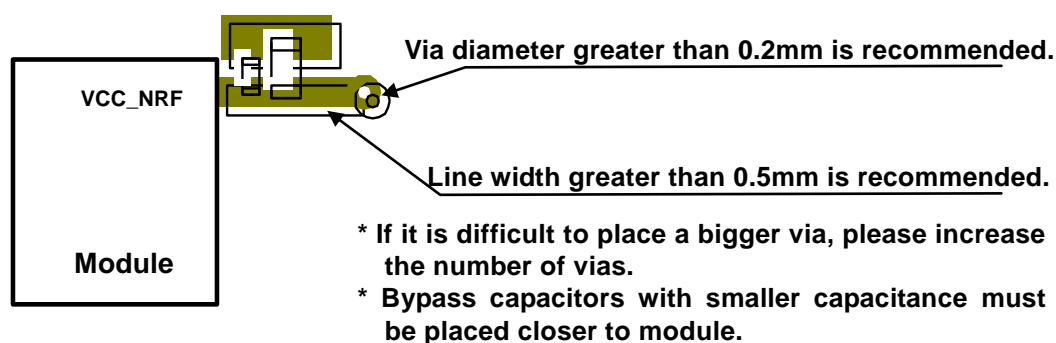 Via diameter greater than 0.2mm is recommended.
VCC_NRF
Line width greater than 0.5mm is recommended.
* If it is difficult to place a bigger via, please increase
the number of vias.
Module
* Bypass capacitors with smaller capacitance must
be placed closer to module.